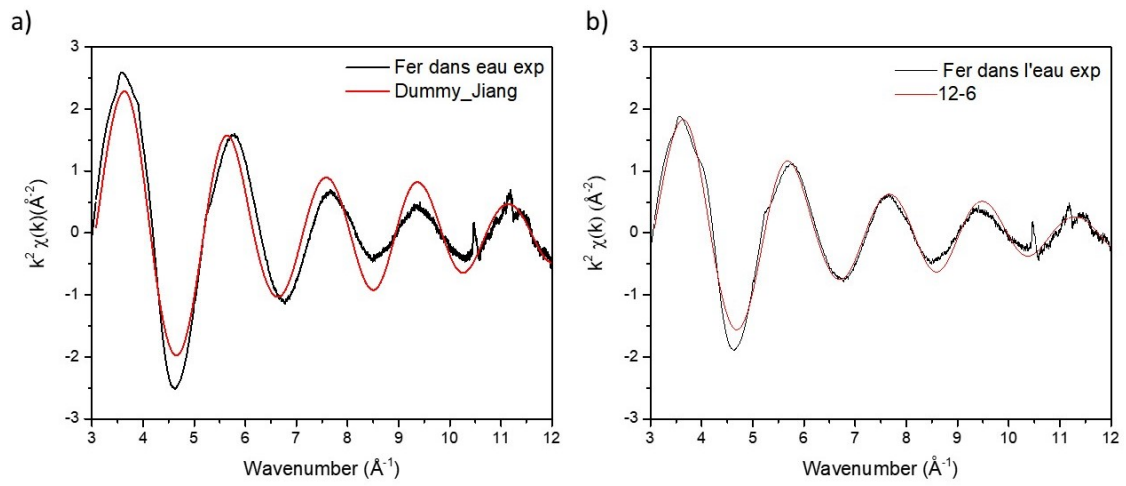 a)
3
2
1
0
-1
-2
-3
k² χ(k)(Å⁻²)
Fer dans eau exp
Dummy_Jiang
3 4 5 6 7 8 9 10 11 12
Wavenumber (Å⁻¹)
b)
3
2
1
0
-1
-2
-3
k² χ(k) (Å⁻²)
Fer dans l'eau exp
12-6
3 4 5 6 7 8 9 10 11 12
Wavenumber (Å⁻¹)